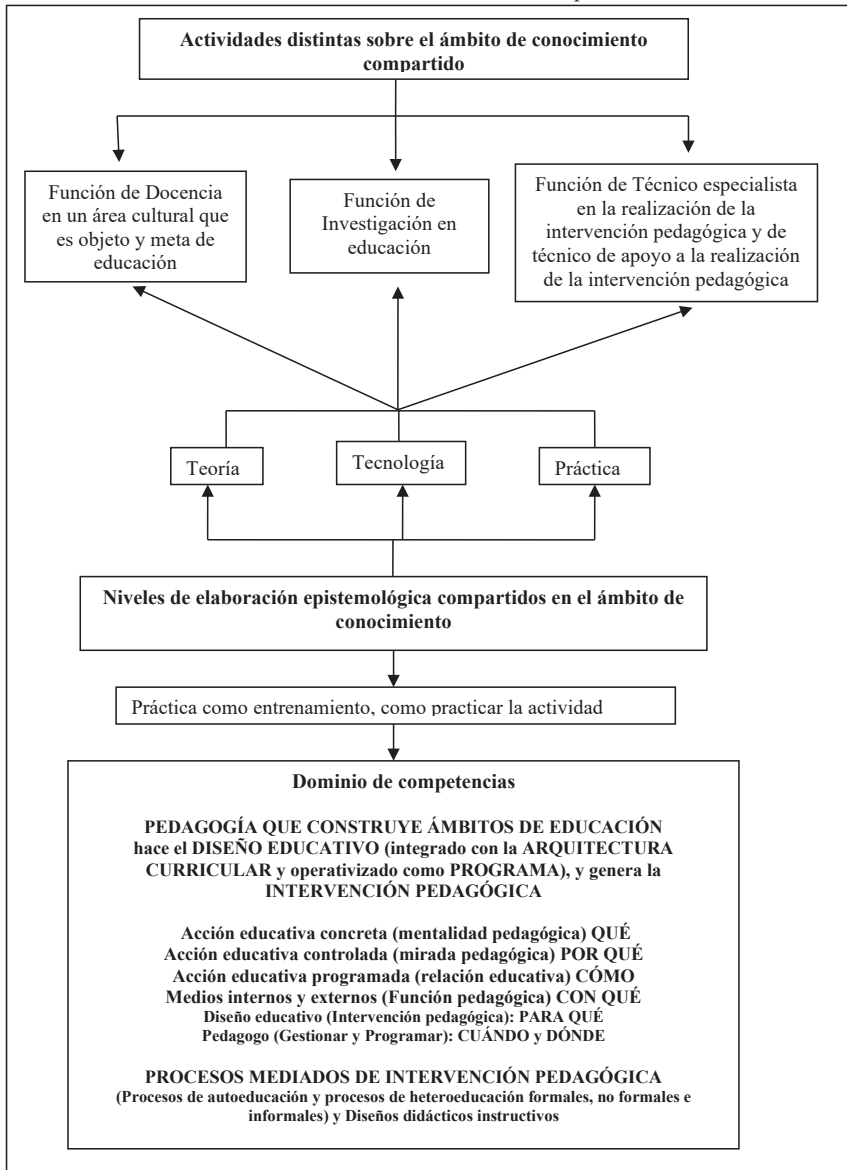 Actividades distintas sobre el ámbito de conocimiento
compartido
Función de Docencia
en un área cultural que
es objeto y meta de
educación
Función de
Investigación en
educación
Función de Técnico especialista
en la realización de la
intervención pedagógica y de
técnico de apoyo a la realización
de la intervención pedagógica
Teoría
Tecnología
Práctica
Niveles de elaboración epistemológica compartidos en el ámbito de
conocimiento
Práctica como entrenamiento, como practicar la actividad
Dominio de competencias
PEDAGOGÍA QUE CONSTRUYE ÁMBITOS DE EDUCACIÓN
hace el DISEÑO EDUCATIVO (integrado con la ARQUITECTURA
CURRICULAR y operativizado como PROGRAMA), y genera la
INTERVENCIÓN PEDAGÓGICA
Acción educativa concreta (mentalidad pedagógica) QUÉ
Acción educativa controlada (mirada pedagógica) POR QUÉ
Acción educativa programada (relación educativa) CÓMO
Medios internos y externos (Función pedagógica) CON QUÉ
Diseño educativo (Intervención pedagógica): PARA QUÉ
Pedagogo (Gestionar y Programar): CUÁNDO y DÓNDE
PROCESOS MEDIADOS DE INTERVENCIÓN PEDAGÓGICA
(Procesos de autoeducación y procesos de heteroeducación formales, no formales e
informales) y Diseños didácticos instructivos